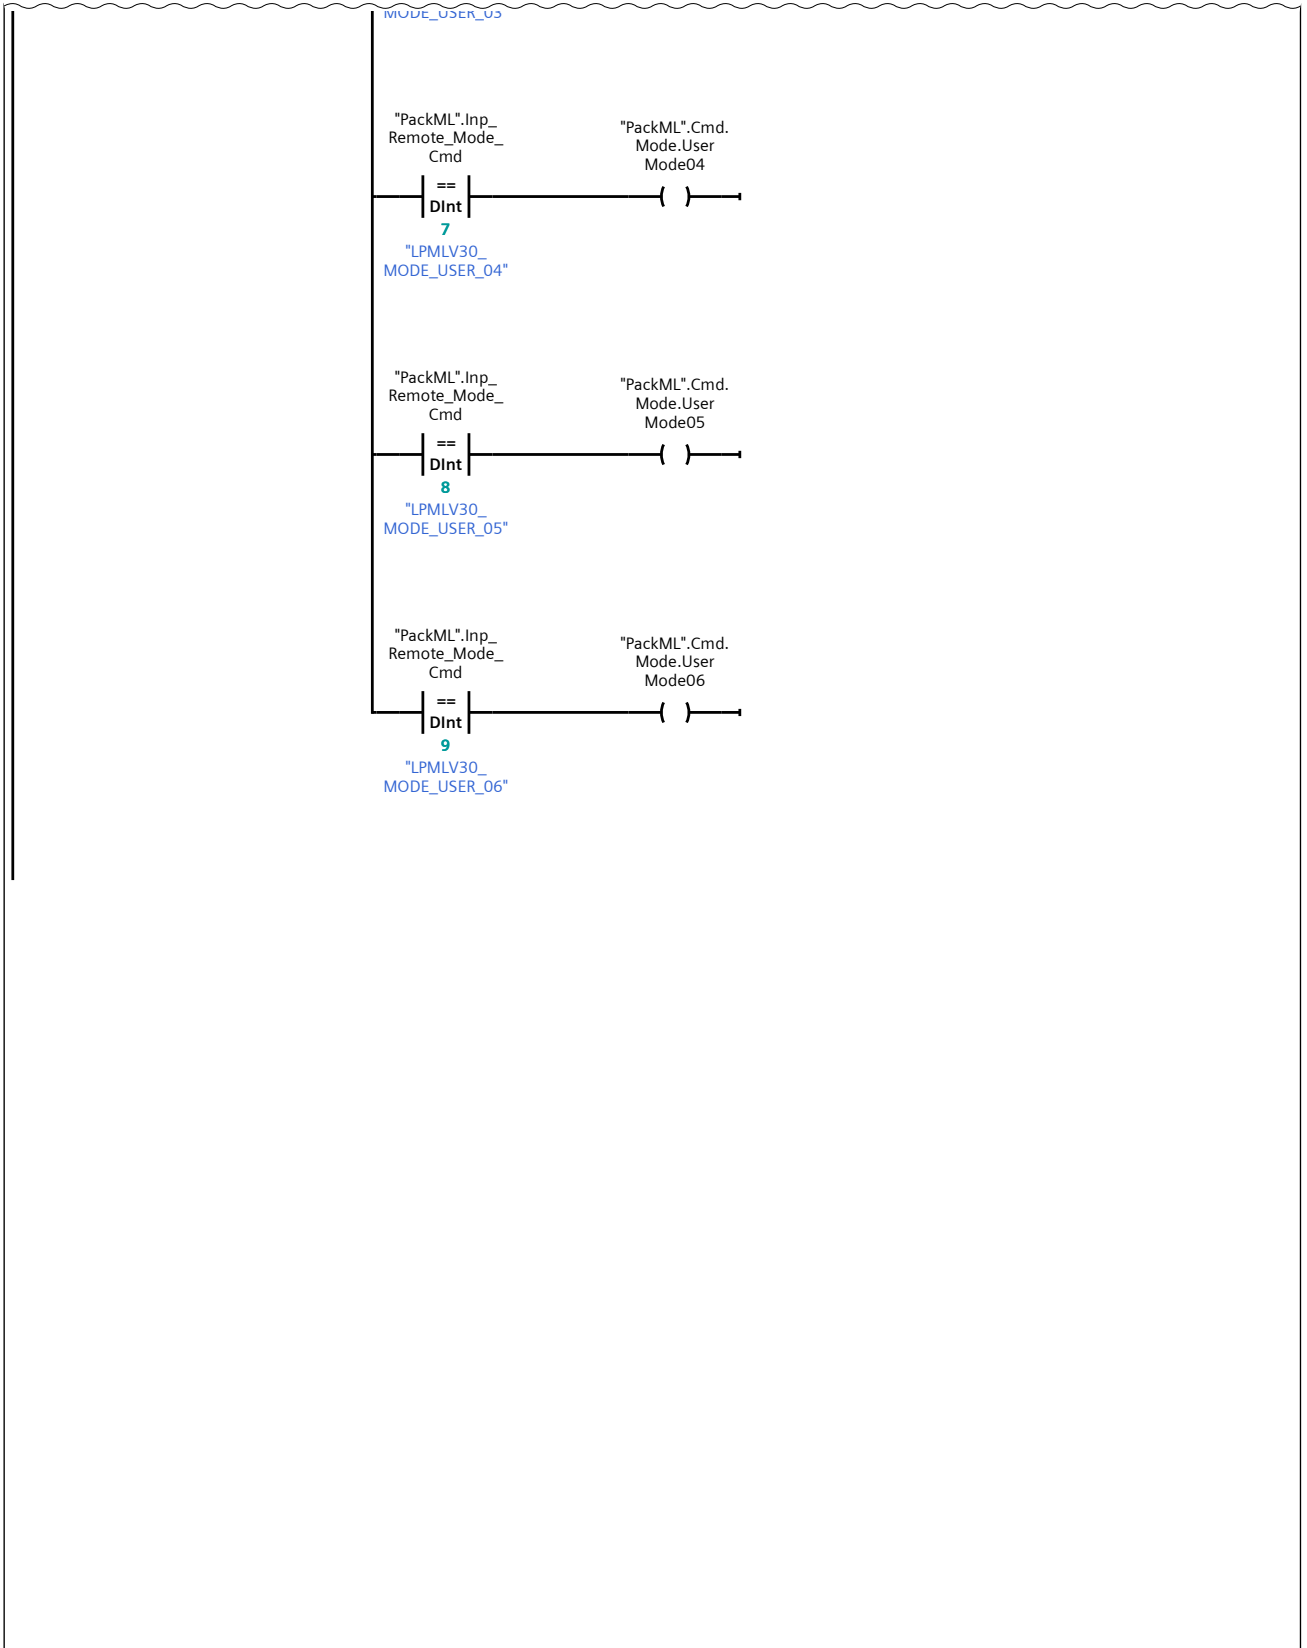 MODE_USER_03
"PackML".Inp_
Remote_Mode_
Cmd
"PackML".Cmd.
Mode.User
Mode04
==
DInt
7
"LPMLV30_
MODE_USER_04"
"PackML".Inp_
Remote_Mode_
Cmd
"PackML".Cmd.
Mode.User
Mode05
==
DInt
8
"LPMLV30_
MODE_USER_05"
"PackML".Inp_
Remote_Mode_
Cmd
"PackML".Cmd.
Mode.User
Mode06
==
DInt
9
"LPMLV30_
MODE_USER_06"